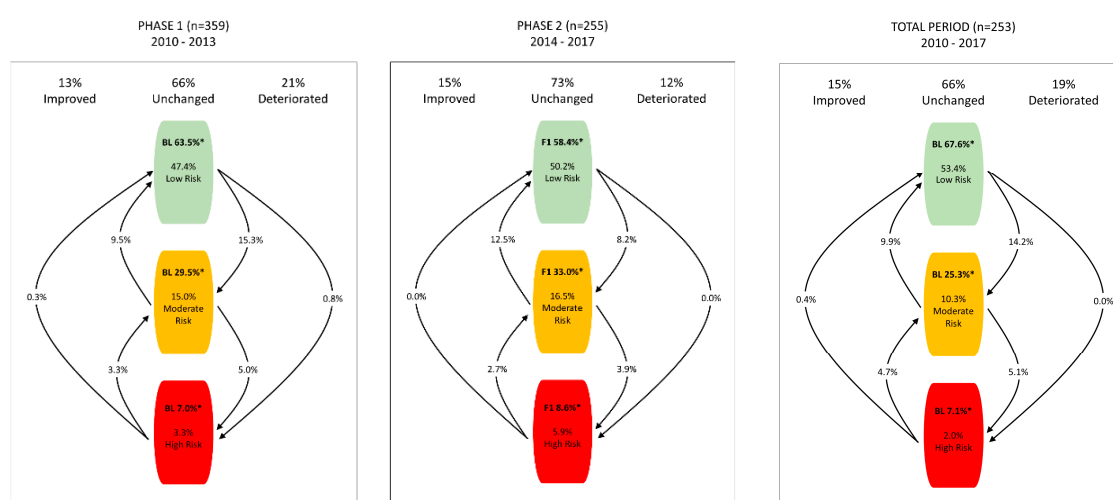 PHASE 1 (n=359)
2010 - 2013
13%
Improved
66%
Unchanged
21%
Deteriorated
BL 63.5%*
47.4%
Low Risk
9.5%
15.3%
BL 29.5%*
0.3%
15.0%
Moderate
Risk
0.8%
3.3%
5.0%
BL 7.0%*
3.3%
High Risk
PHASE 2 (n=255)
2014 - 2017
15%
Improved
73%
Unchanged
12%
Deteriorated
F1 58.4%*
50.2%
Low Risk
12.5%
8.2%
F1 33.0%*
0.0%
16.5%
Moderate
Risk
0.0%
2.7%
3.9%
F1 8.6%*
5.9%
High Risk
TOTAL PERIOD (n=253)
2010 - 2017
15%
Improved
66%
Unchanged
19%
Deteriorated
BL 67.6%*
53.4%
Low Risk
9.9%
14.2%
BL 25.3%*
0.4%
10.3%
Moderate
Risk
0.0%
4.7%
5.1%
BL 7.1%*
2.0%
High Risk